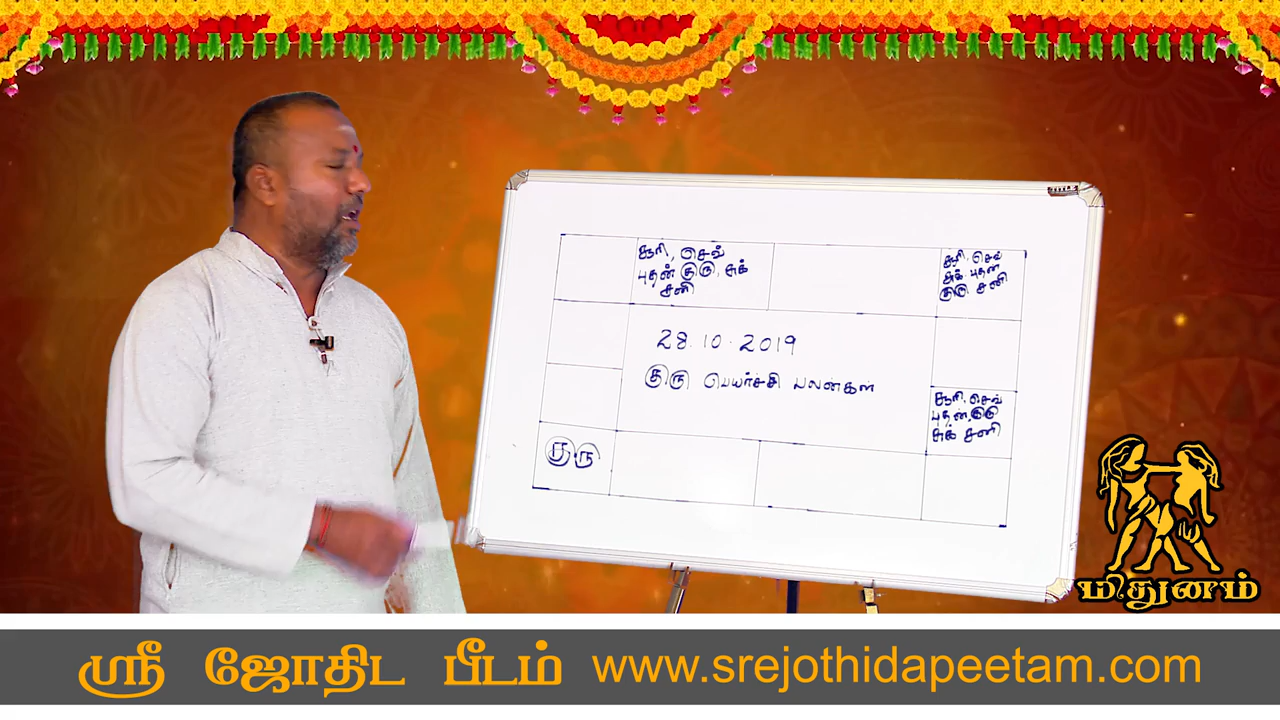 சூரி, செவ்
புதன் குரு, சுக்
சனி
சூரி, செவ்
சுக், புதன்
குரு, சனி
28.10.2019
குரு பெயர்ச்சி பலன்கள்
சூரி, செவ்
புதன், குரு
சுக் சனி
குரு
மிதுனம்
ஸ்ரீ ஜோதிட பீடம் www.srejothidapeetam.com